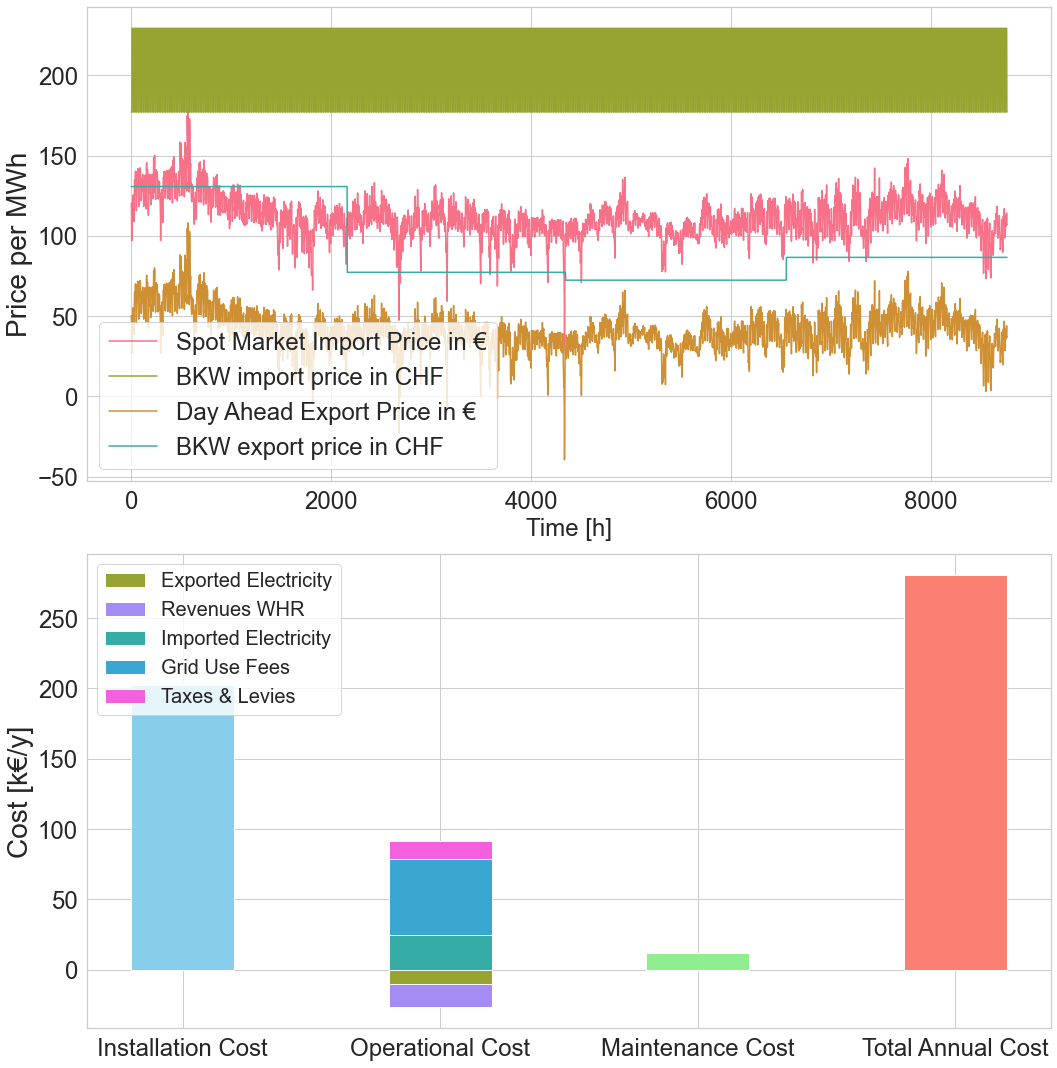 200
150
100
50
0
−50
Price per MWh
Spot Market Import Price in €
BKW import price in CHF
Day Ahead Export Price in €
BKW export price in CHF
0 2000 4000 6000 8000
Time [h]
250
200
150
100
50
0
Cost [k€/y]
Exported Electricity
Revenues WHR
Imported Electricity
Grid Use Fees
Taxes & Levies
Installation Cost Operational Cost Maintenance Cost Total Annual Cost